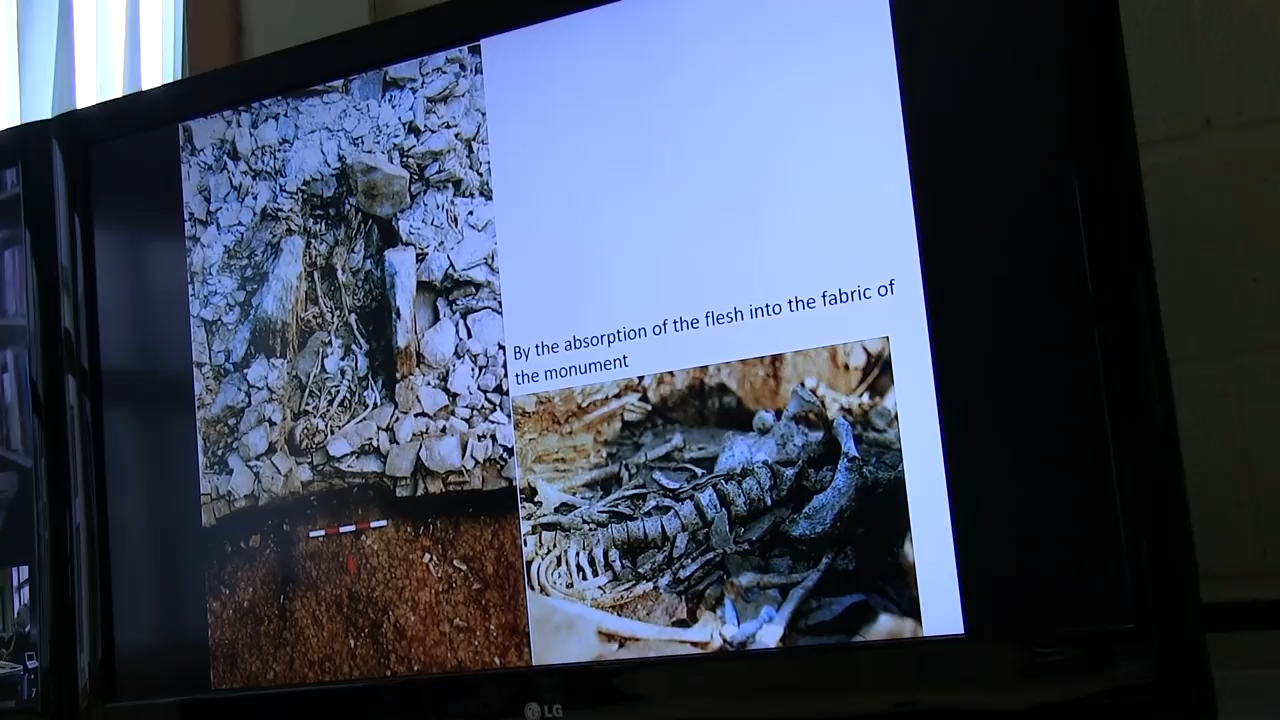 By the absorption of the flesh into the fabric of
the monument
LG